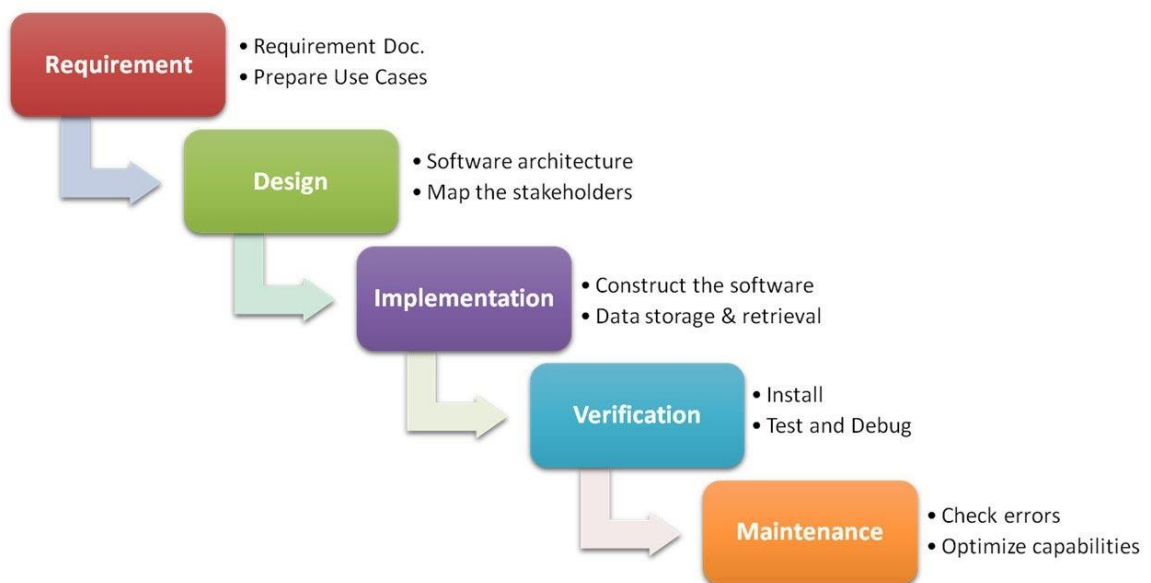 Requirement
• Requirement Doc.
• Prepare Use Cases
Design
• Software architecture
• Map the stakeholders
Implementation
• Construct the software
• Data storage & retrieval
Verification
• Install
• Test and Debug
Maintenance
• Check errors
• Optimize capabilities